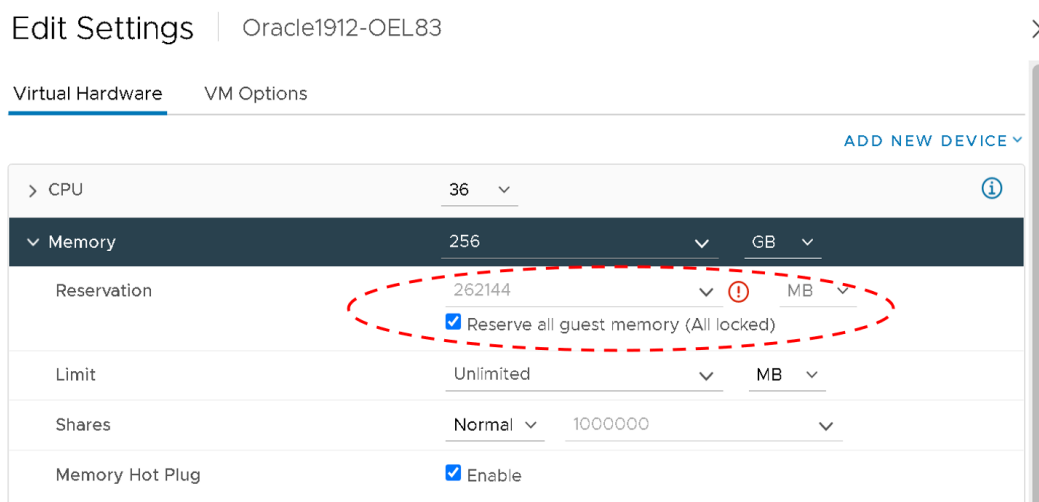 Edit Settings Oracle1912-OEL83
Virtual Hardware VM Options
ADD NEW DEVICE
CPU 36
Memory 256 GB
Reservation 262144 MB
Reserve all guest memory (All locked)
Limit Unlimited MB
Shares Normal 1000000
Memory Hot Plug Enable